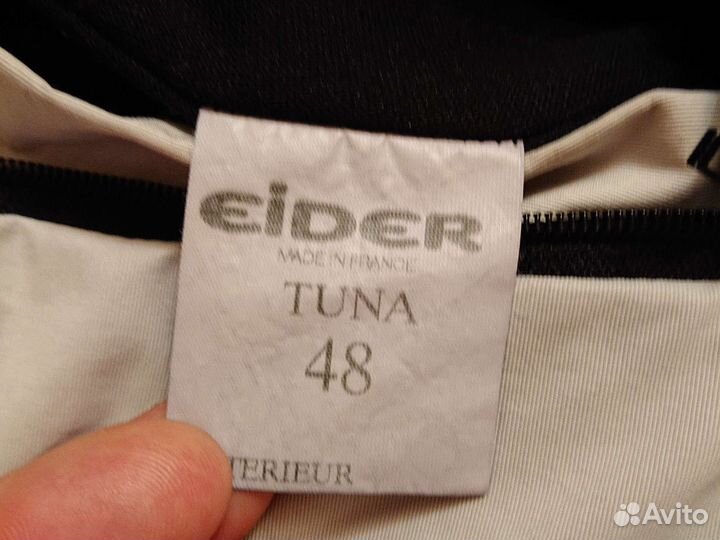 EiDER
MADE IN FRANCE
TUNA
48
TERIEUR
Avito